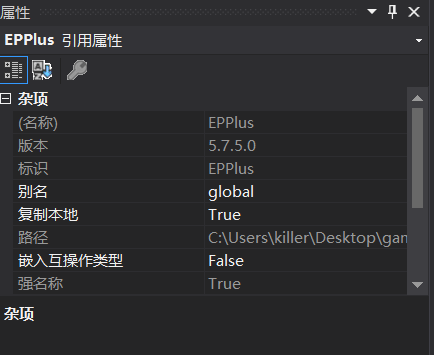 属性
EPPlus 引用属性
杂项
(名称) EPPlus
版本 5.7.5.0
标识 EPPlus
别名 global
复制本地 True
路径 C:\Users\killer\Desktop\gan
嵌入互操作类型 False
强名称 True
杂项